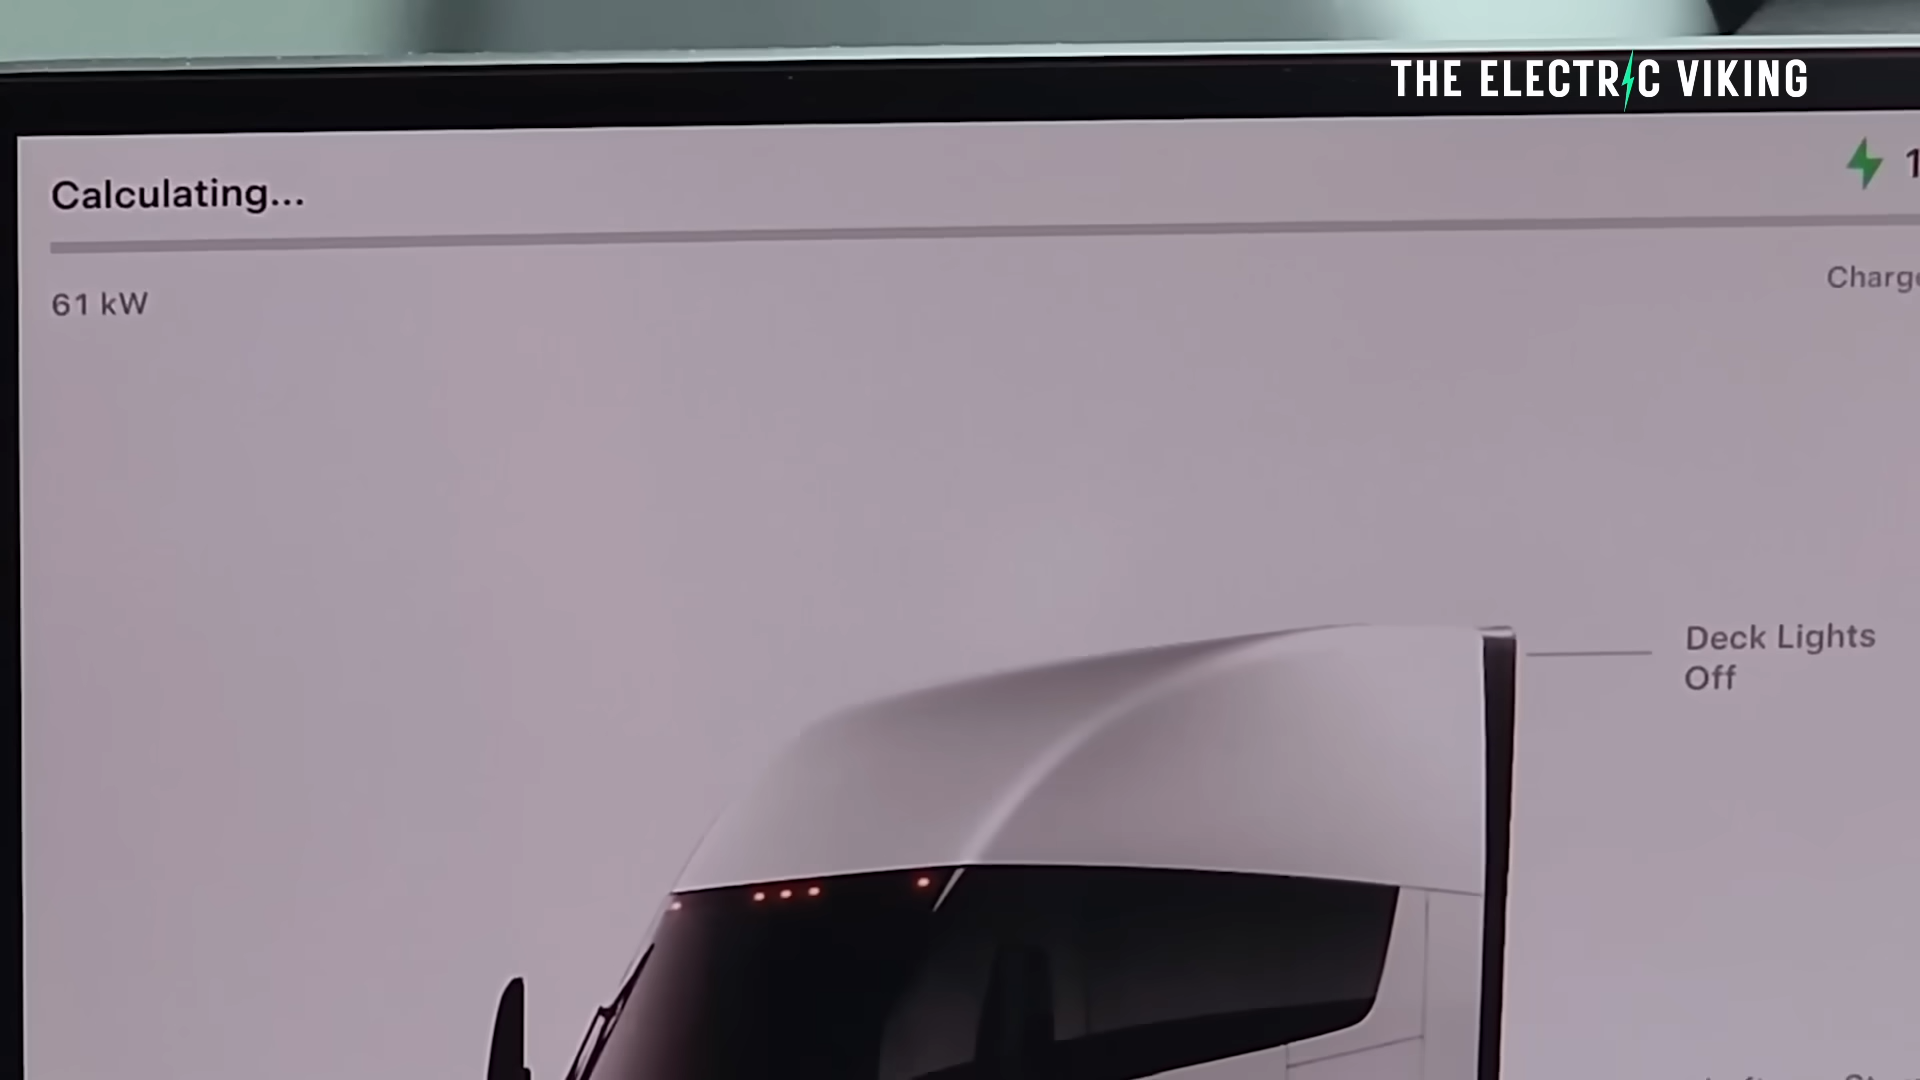 THE ELECTRIC VIKING
Calculating...
61 kW
Deck Lights
Off